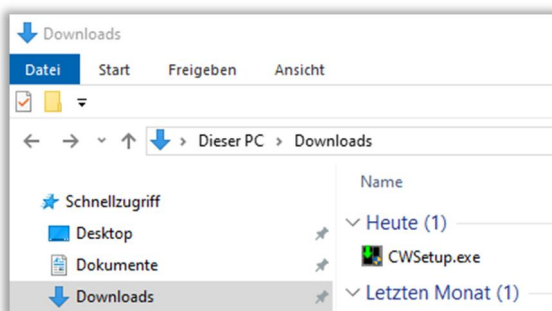 Downloads
Datei Start Freigeben Ansicht
Dieser PC > Downloads
Name
Schnellzugriff
Heute (1)
Desktop
CWSetup.exe
Dokumente
Letzten Monat (1)
Downloads